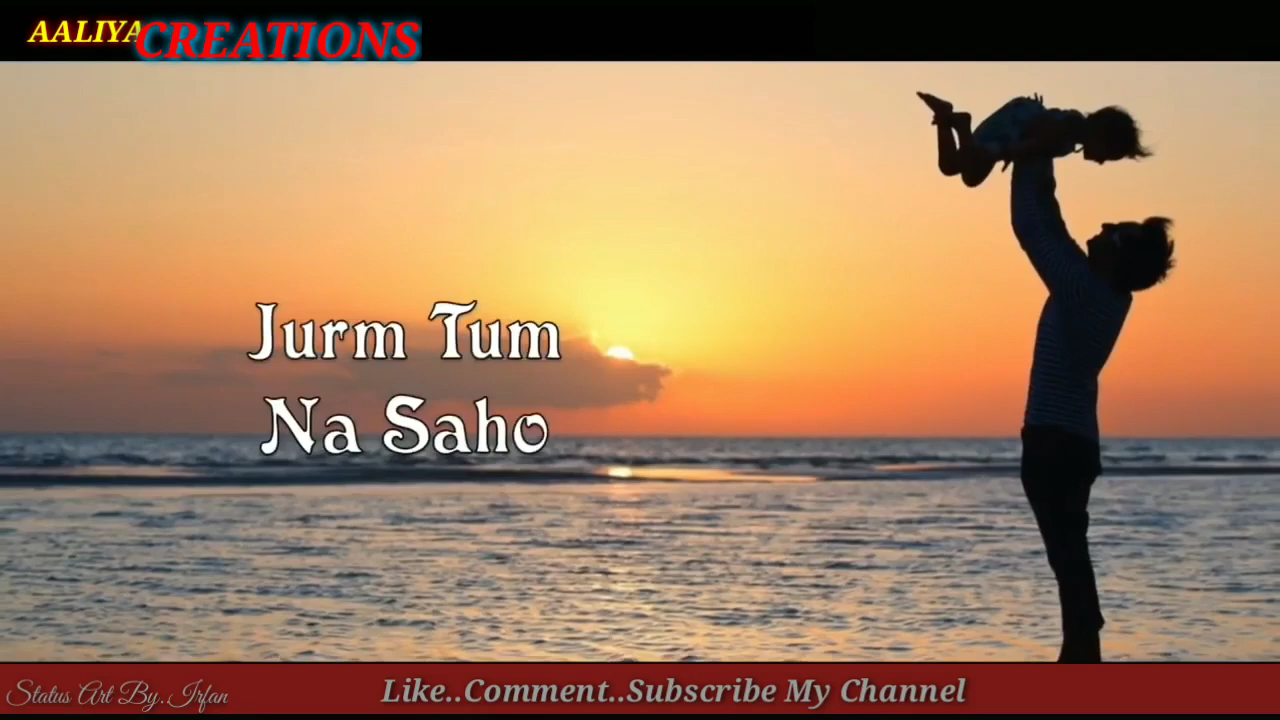 AALIYA CREATIONS
Jurm Tum
Na Saho
Status Art By..Irfan
Like..Comment..Subscribe My Channel